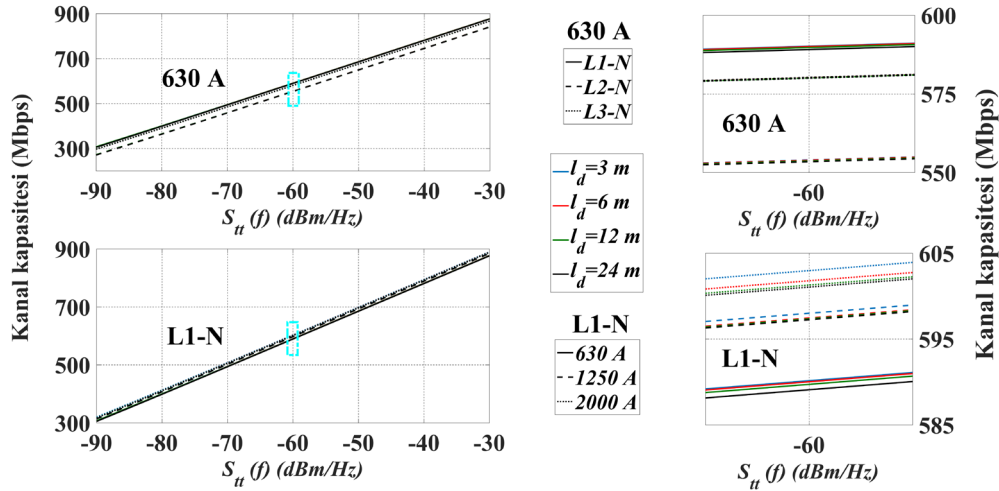 Kanal kapasitesi (Mbps)
900
700
500
300
630 A
-90
-80
-70
-60
-50
-40
-30
S_tt (f) (dBm/Hz)
900
700
500
300
L1-N
-90
-80
-70
-60
-50
-40
-30
S_tt (f) (dBm/Hz)
630 A
L1-N
L2-N
L3-N
l_d=3 m
l_d=6 m
l_d=12 m
l_d=24 m
L1-N
630 A
1250 A
2000 A
600
575
550
630 A
-60
S_tt (f) (dBm/Hz)
605
595
585
L1-N
-60
S_tt (f) (dBm/Hz)
Kanal kapasitesi (Mbps)